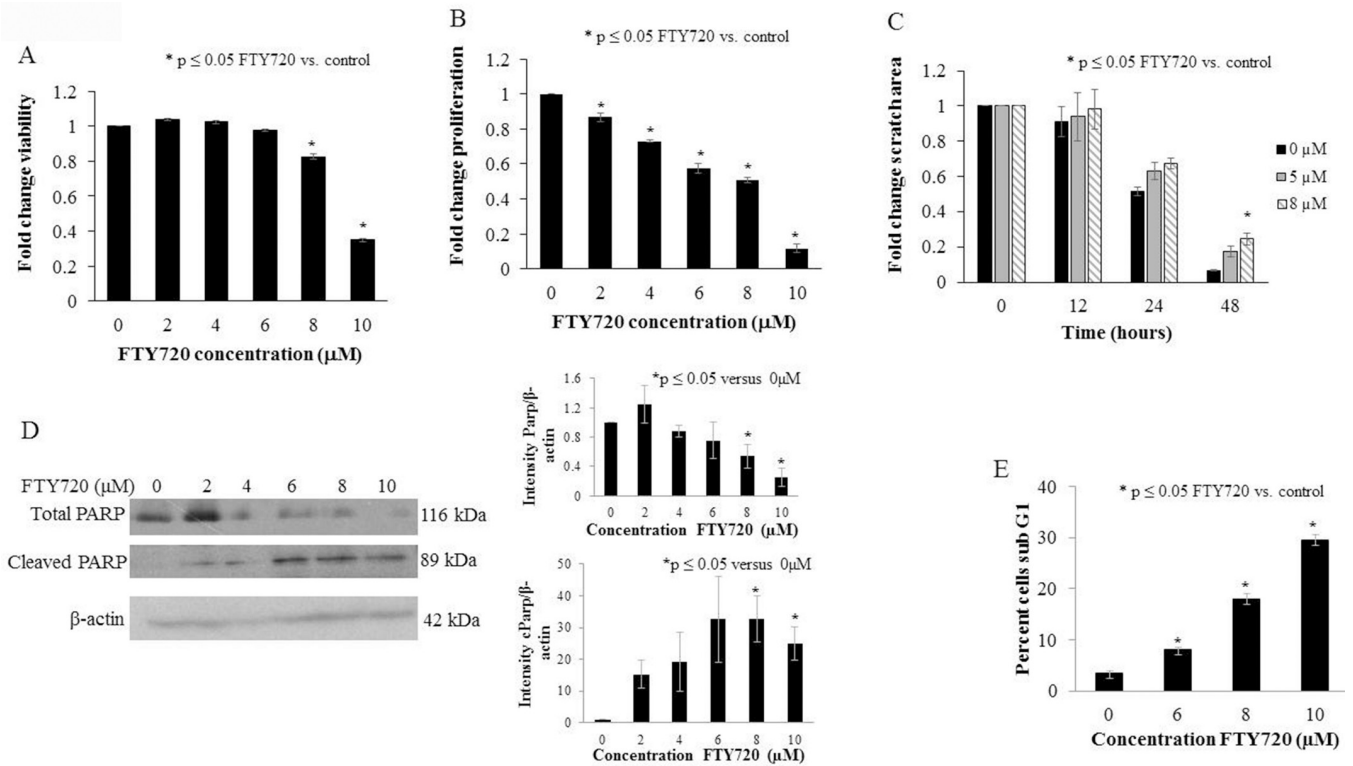 A
* p ≤ 0.05 FTY720 vs. control
Fold change viability
1.2
1
0.8
0.6
0.4
0.2
0
0 2 4 6 8 10
* *
FTY720 concentration (µM)
B
* p ≤ 0.05 FTY720 vs. control
Fold change proliferation
1.2
1
0.8
0.6
0.4
0.2
0
* * * * *
0 2 4 6 8 10
FTY720 concentration (µM)
C
* p ≤ 0.05 FTY720 vs. control
Fold change scratch area
1.2
1
0.8
0.6
0.4
0.2
0
*
0 12 24 48
Time (hours)
0 µM
5 µM
8 µM
D
FTY720 (µM) 0 2 4 6 8 10
Total PARP 116 kDa
Cleaved PARP 89 kDa
β-actin 42 kDa
*p ≤ 0.05 versus 0µM
Intensity Parp/β-
actin
1.6
1.2
0.8
0.4
0
* *
0 2 4 6 8 10
Concentration FTY720 (µM)
*p ≤ 0.05 versus 0µM
Intensity cParp/β-
actin
50
40
30
20
10
0
* *
0 2 4 6 8 10
Concentration FTY720 (µM)
E
* p ≤ 0.05 FTY720 vs. control
Percent cells sub G1
40
30
20
10
0
* * *
0 6 8 10
Concentration FTY720 (µM)